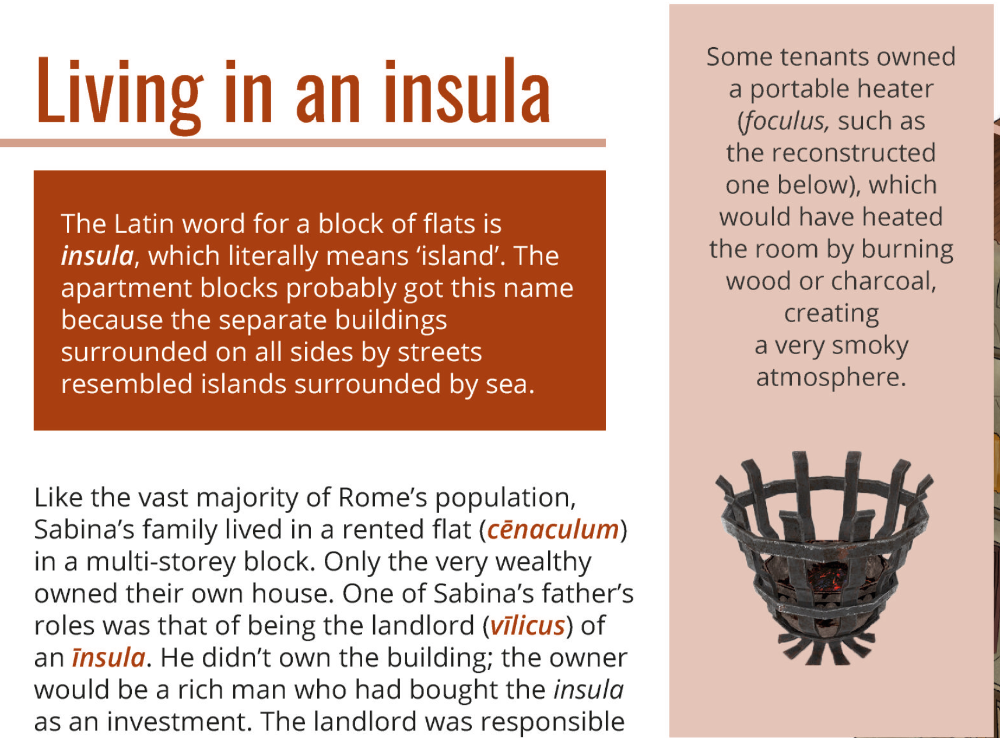 Living in an insula
The Latin word for a block of flats is
insula, which literally means ‘island’. The
apartment blocks probably got this name
because the separate buildings
surrounded on all sides by streets
resembled islands surrounded by sea.
Like the vast majority of Rome’s population,
Sabina’s family lived in a rented flat (cēnaculum)
in a multi-storey block. Only the very wealthy
owned their own house. One of Sabina’s father’s
roles was that of being the landlord (vīlicus) of
an īnsula. He didn’t own the building; the owner
would be a rich man who had bought the insula
as an investment. The landlord was responsible
Some tenants owned
a portable heater
(foculus, such as
the reconstructed
one below), which
would have heated
the room by burning
wood or charcoal,
creating
a very smoky
atmosphere.